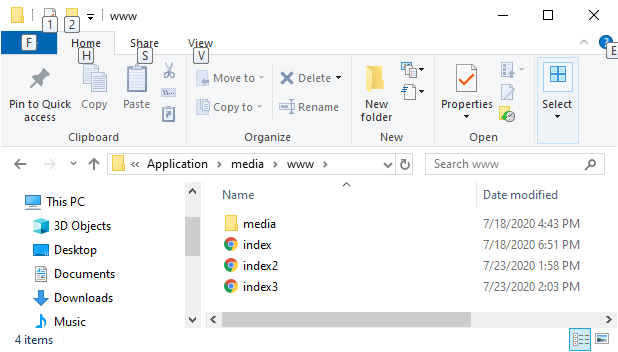 1 2 www
F Home Share View
H S V E
Pin to Quick access
Copy
Paste
Move to
Copy to
Delete
Rename
New folder
Properties
Select
Clipboard Organize New Open
« Application > media > www >
Search www
This PC
3D Objects
Desktop
Documents
Downloads
Music
Name Date modified
media 7/18/2020 4:43 PM
index 7/18/2020 6:51 PM
index2 7/23/2020 1:58 PM
index3 7/23/2020 2:03 PM
4 items